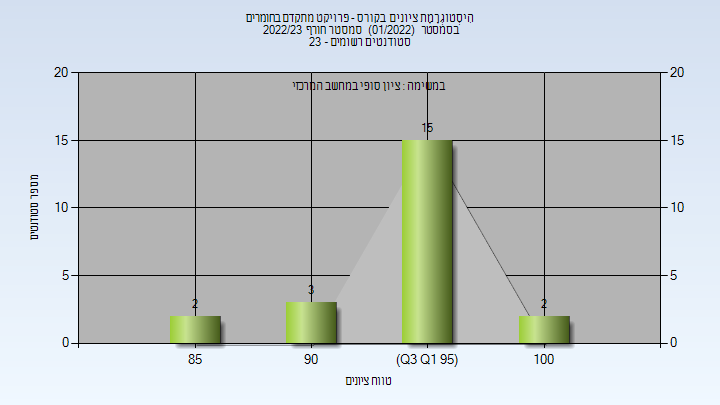 היסטוגרמת ציונים בקורס - פרויקט מתקדם בחומרים
בסמסטר (01/2022) סמסטר חורף 2022/23
סטודנטים רשומים - 23
במשימה : ציון סופי במחשב המרכזי
20 20
15 15
10 10
5 5
0 0
מספר סטודנטים
2 3 15 2
85 90 (Q3 Q1 95) 100
טווח ציונים